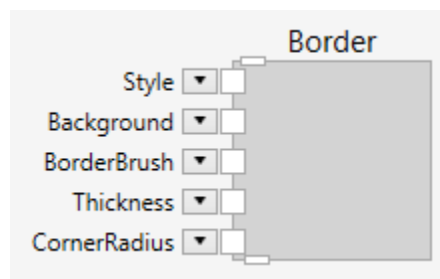 Border
Style
Background
BorderBrush
Thickness
CornerRadius